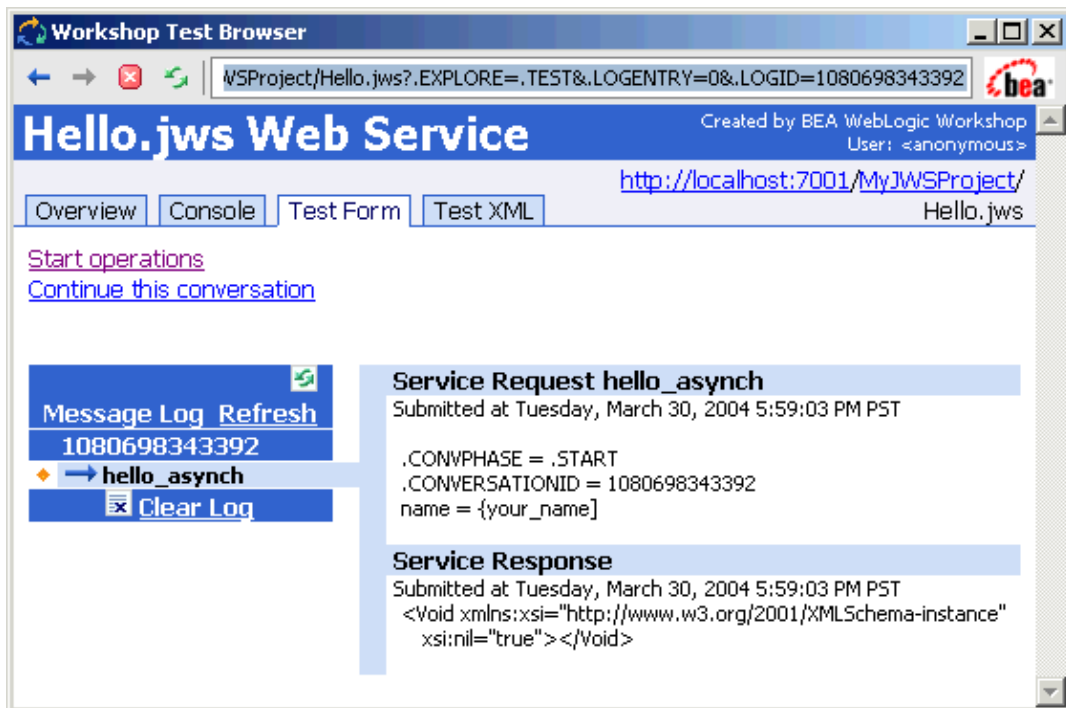 Workshop Test Browser
WSProject/Hello.jws?.EXPLORE=.TEST&.LOGENTRY=0&.LOGID=1080698343392
bea
Hello.jws Web Service
Created by BEA WebLogic Workshop
User: <anonymous>
http://localhost:7001/MyJWSProject/
Overview Console Test Form Test XML
Hello.jws
Start operations
Continue this conversation
Message Log Refresh
1080698343392
hello_asynch
Clear Log
Service Request hello_asynch
Submitted at Tuesday, March 30, 2004 5:59:03 PM PST
.CONVPHASE = .START
.CONVERSATIONID = 1080698343392
name = {your_name]
Service Response
Submitted at Tuesday, March 30, 2004 5:59:03 PM PST
<Void xmlns:xsi="http://www.w3.org/2001/XMLSchema-instance"
xsi:nil="true"></Void>